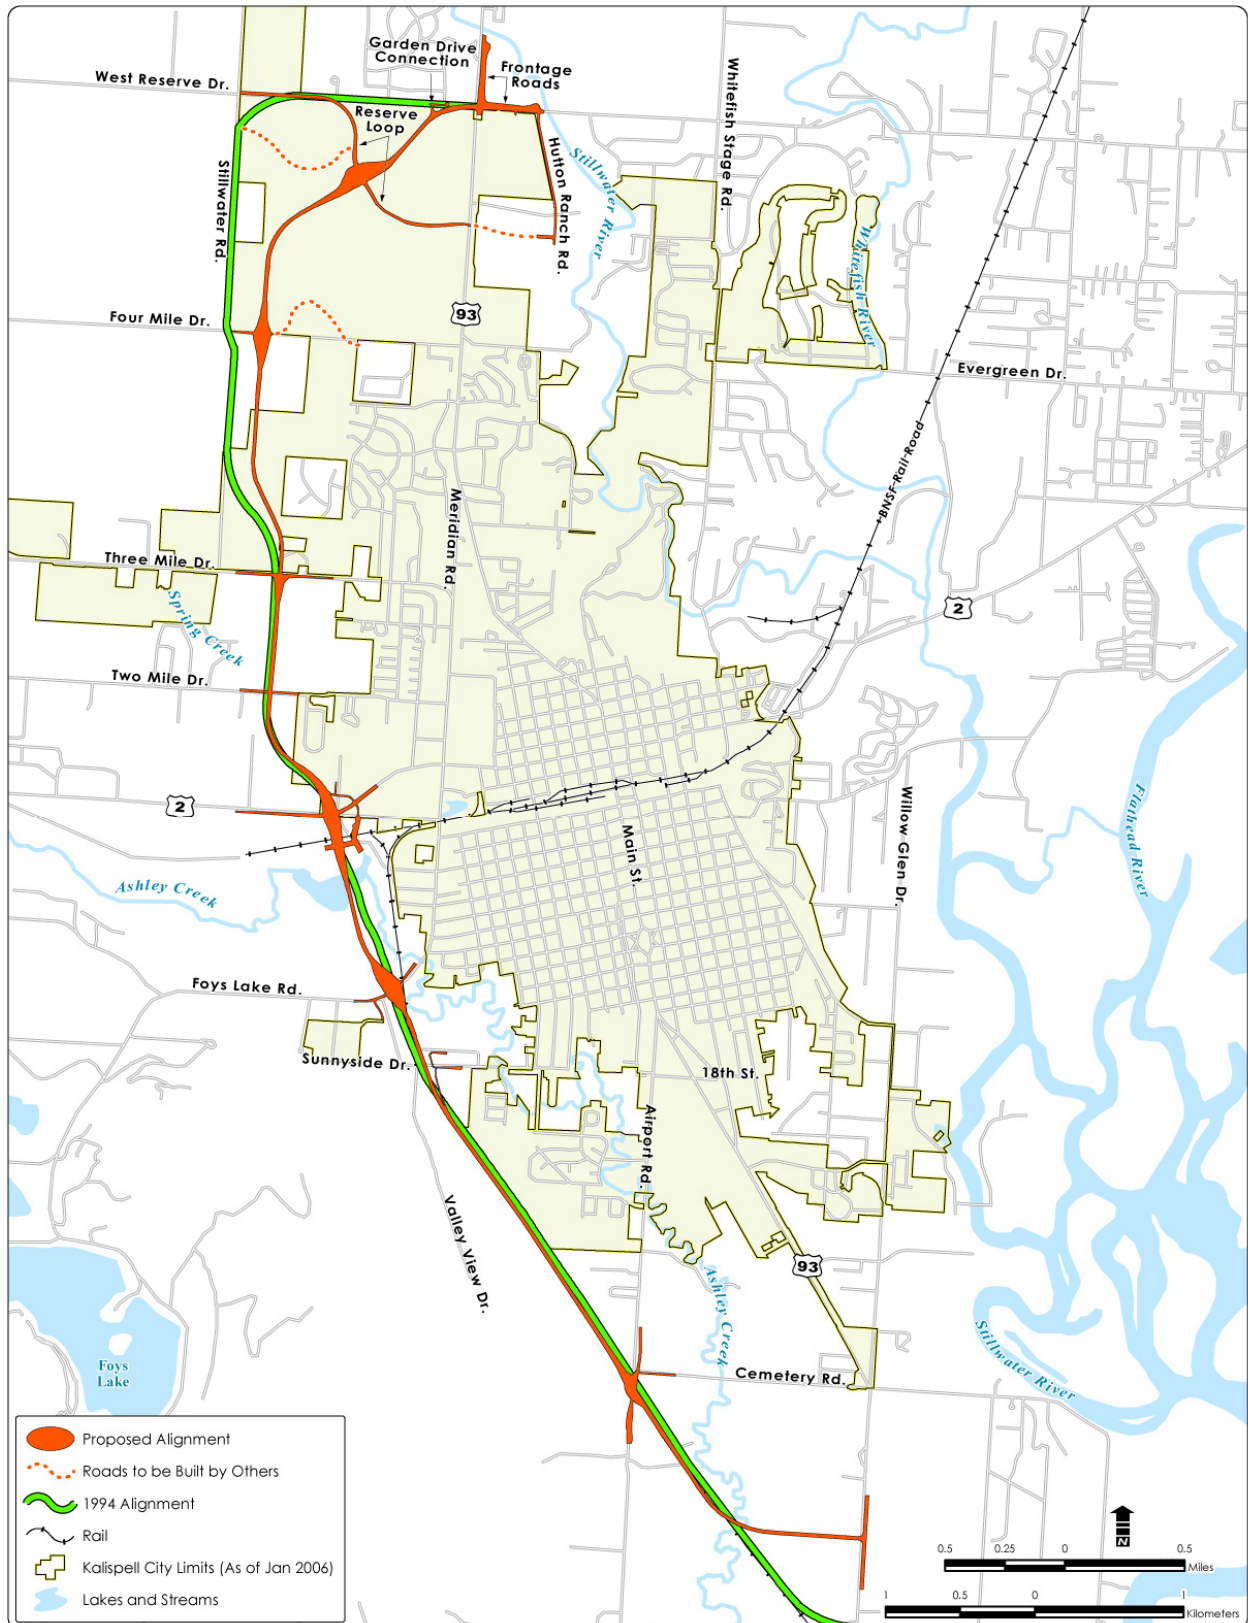 Garden Drive
Connection
Frontage
Roads
West Reserve Dr.
Reserve
Loop
Whitefish Stage Rd.
Stillwater Rd.
Hutton Ranch Rd.
Stillwater River
Whitefish River
Four Mile Dr.
93
Evergreen Dr.
BNSF Rail Road
Meridian Rd.
Three Mile Dr.
Spring Creek
2
Two Mile Dr.
2
Flathead River
Willow Glen Dr.
Main St.
Ashley Creek
Foys Lake Rd.
Sunnyside Dr.
18th St.
Airport Rd.
Valley View Dr.
93
Ashley Creek
Stillwater River
Foys
Lake
Cemetery Rd.
Proposed Alignment
Roads to be Built by Others
1994 Alignment
Rail
Kalispell City Limits (As of Jan 2006)
Lakes and Streams
N
0.5 0.25 0 0.5
Miles
1 0.5 0 1
Kilometers